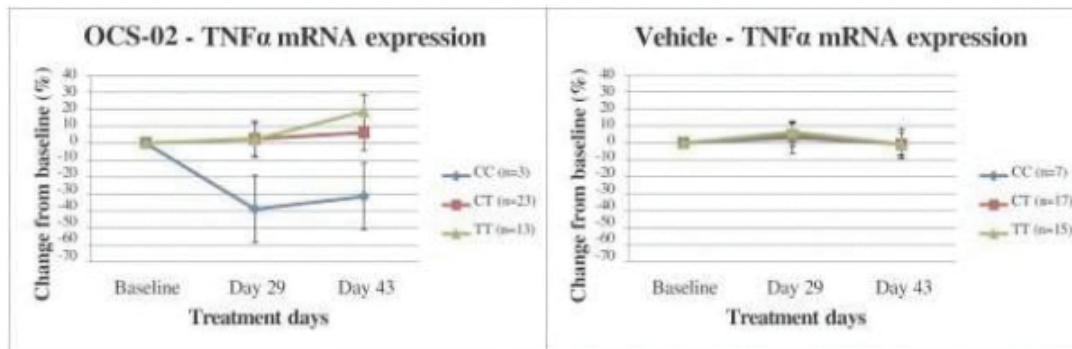 OCS-02 - TNFα mRNA expression
Change from baseline (%)
40
30
20
10
0
-10
-20
-30
-40
-50
-60
-70
Baseline
Day 29
Day 43
Treatment days
CC (n=3)
CT (n=23)
TT (n=13)
Vehicle - TNFα mRNA expression
Change from baseline (%)
40
30
20
10
0
-10
-20
-30
-40
-50
-60
-70
Baseline
Day 29
Day 43
Treatment days
CC (n=7)
CT (n=17)
TT (n=15)